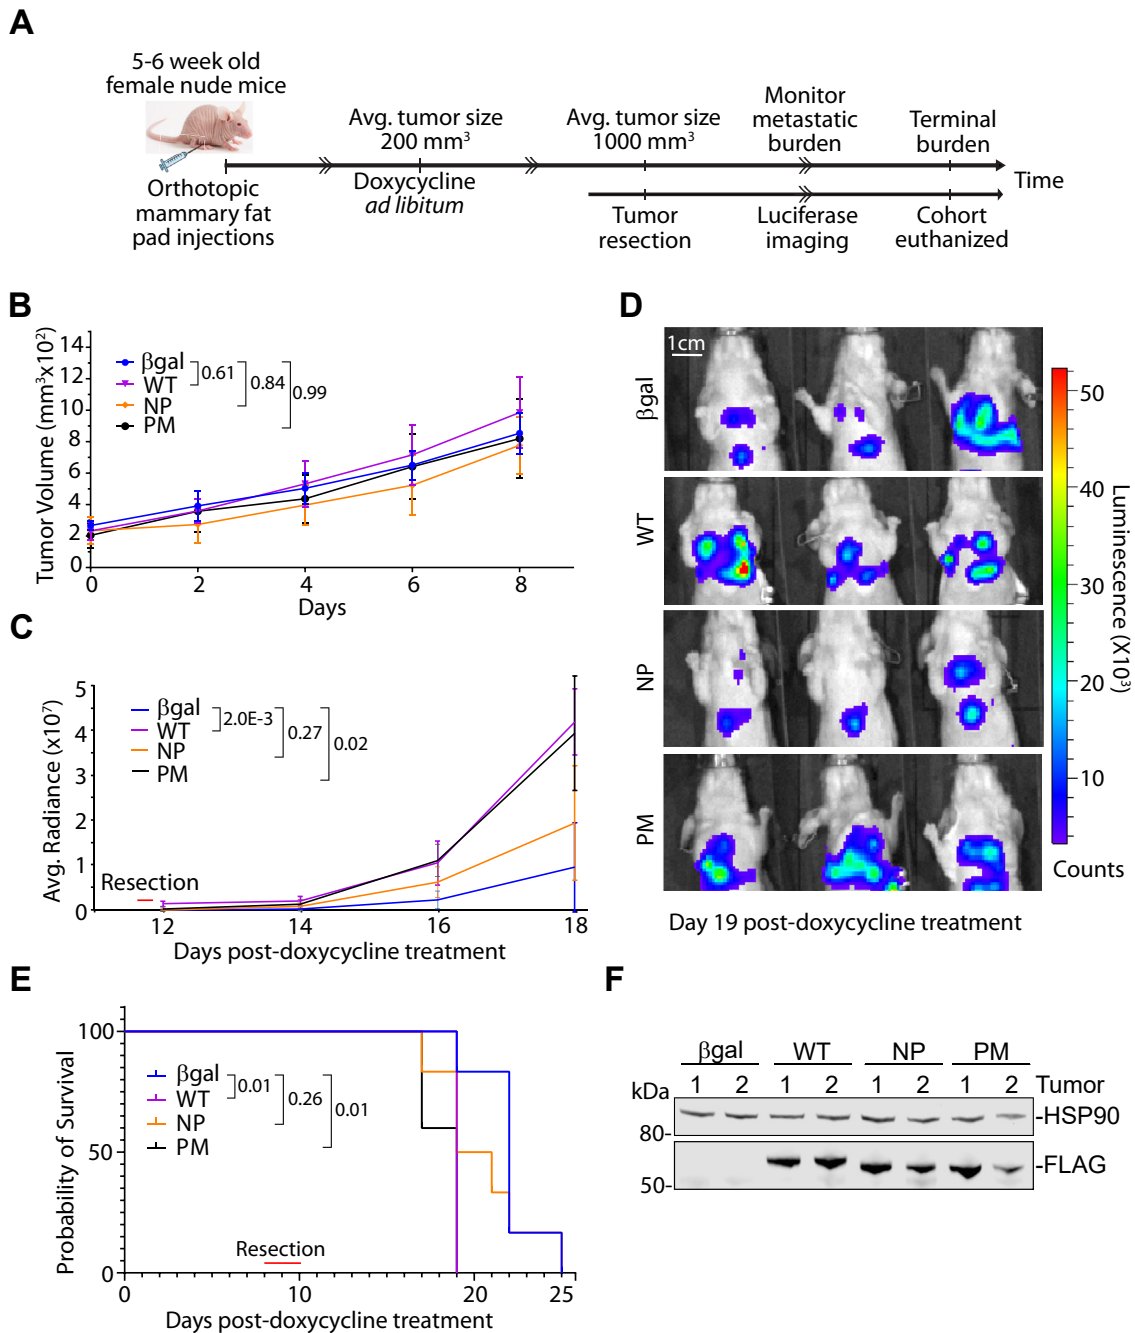 A
5-6 week old
female nude mice
Orthotopic
mammary fat
pad injections
Avg. tumor size
200 mm³
Doxycycline
ad libitum
Avg. tumor size
1000 mm³
Tumor
resection
Monitor
metastatic
burden
Luciferase
imaging
Terminal
burden
Cohort
euthanized
Time
B
Tumor Volume (mm³x10²)
14
12
10
8
6
4
2
0
βgal
WT
NP
PM
0.61
0.84
0.99
0 2 4 6 8
Days
C
Avg. Radiance (x10⁷)
5
4
3
2
1
0
βgal
WT
NP
PM
2.0E-3
0.27
0.02
Resection
12 14 16 18
Days post-doxycycline treatment
D
1cm
βgal
WT
NP
PM
50
40
30
20
10
Luminescence (X10³)
Counts
Day 19 post-doxycycline treatment
E
Probability of Survival
100
50
0
βgal
WT
NP
PM
0.01
0.26
0.01
Resection
0 10 20 25
Days post-doxycycline treatment
F
βgal WT NP PM
kDa 1 2 1 2 1 2 1 2 Tumor
80- -HSP90
50- -FLAG